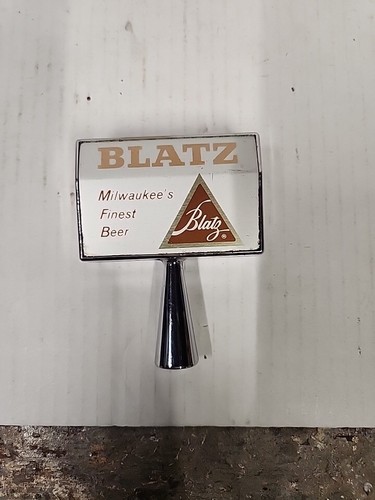 BLATZ
Milwaukee's
Finest
Beer
Blatz ®